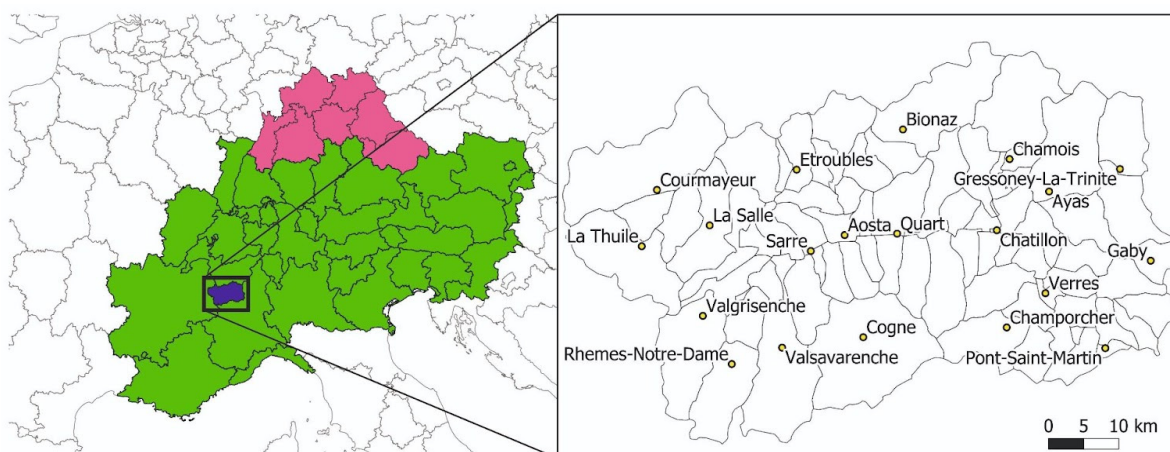 Bionaz
Chamois
Etroubles
Gressoney-La-Trinite
Courmayeur
Ayas
La Salle
Aosta Quart
La Thuile
Sarre
Chatillon
Gaby
Verres
Valgrisenche
Champorcher
Cogne
Rhemes-Notre-Dame
Valsavarenche
Pont-Saint-Martin
0 5 10 km